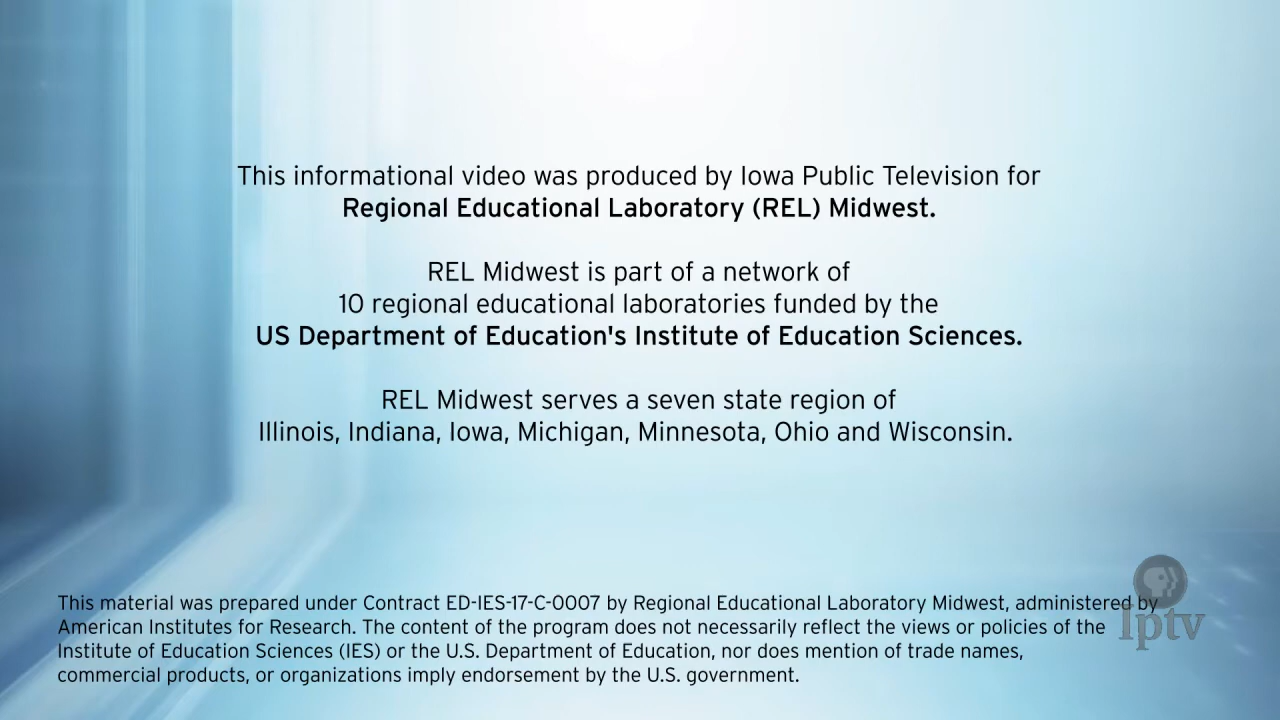 This informational video was produced by Iowa Public Television for
Regional Educational Laboratory (REL) Midwest.
REL Midwest is part of a network of
10 regional educational laboratories funded by the
US Department of Education's Institute of Education Sciences.
REL Midwest serves a seven state region of
Illinois, Indiana, Iowa, Michigan, Minnesota, Ohio and Wisconsin.
This material was prepared under Contract ED-IES-17-C-0007 by Regional Educational Laboratory Midwest, administered by
American Institutes for Research. The content of the program does not necessarily reflect the views or policies of the
Institute of Education Sciences (IES) or the U.S. Department of Education, nor does mention of trade names,
commercial products, or organizations imply endorsement by the U.S. government.
iptv